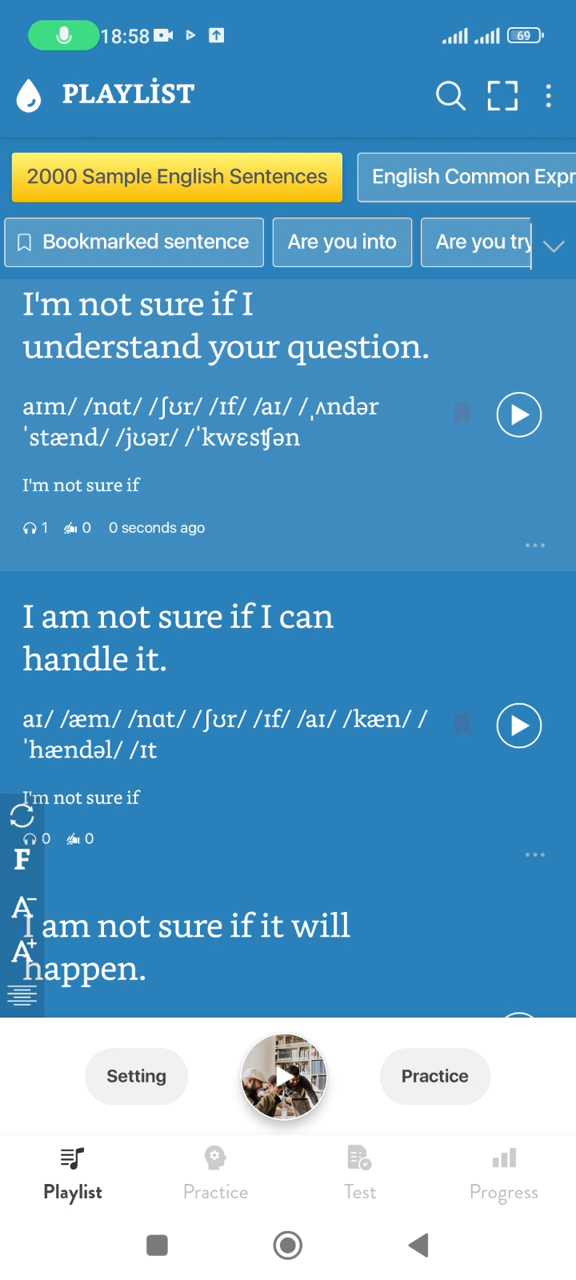 18:58
69
PLAYLİST
2000 Sample English Sentences
English Common Expr
Bookmarked sentence
Are you into
Are you try
I'm not sure if I
understand your question.
aɪm/ /nɑt/ /ʃʊr/ /ɪf/ /aɪ/ /ˌʌndər
ˈstænd/ /jʊər/ /ˈkwɛsʧən
I'm not sure if
1 0 0 seconds ago
I am not sure if I can
handle it.
aɪ/ /æm/ /nɑt/ /ʃʊr/ /ɪf/ /aɪ/ /kæn/ /
ˈhændəl/ /ɪt
I'm not sure if
0 0
F
A-
I am not sure if it will
A+
happen.
Setting
Practice
Playlist
Practice
Test
Progress